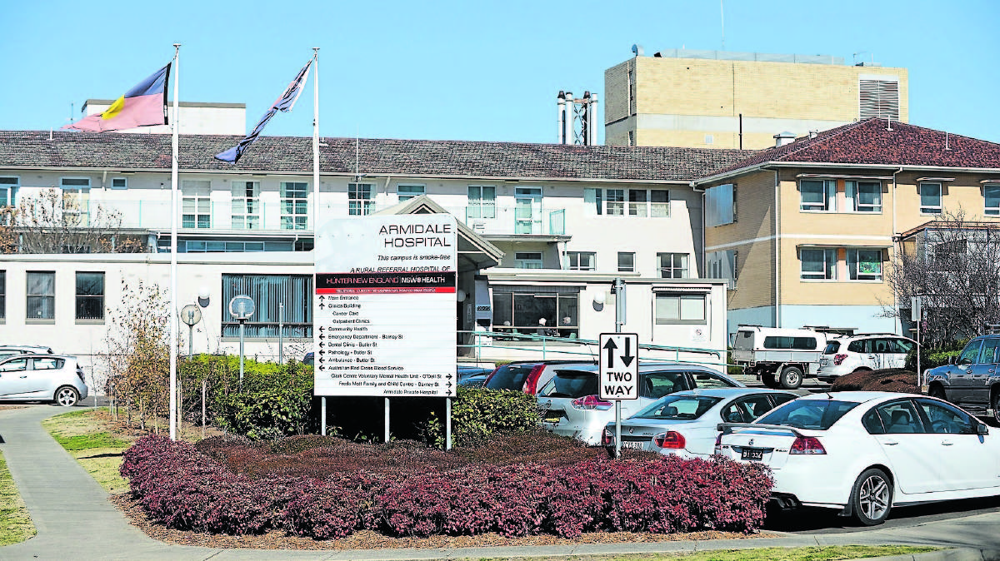 ARMIDALE
HOSPITAL
This campus is smoke-free
A RURAL REFERRAL HOSPITAL OF
HUNTER NEW ENGLAND NSW HEALTH
Main Entrance
Clinics Building
Cancer Care
Outpatient Clinics
Community Health
Emergency Department - Barney St
Dental Clinic - Butler St
Pathology - Butler St
Ambulance - Butler St
Australian Red Cross Blood Service
Clark Centre Voluntary Mental Health Unit - O'Dell St
Freda Mott Family and Child Centre - Barney St
Armidale Private Hospital
TWO
WAY